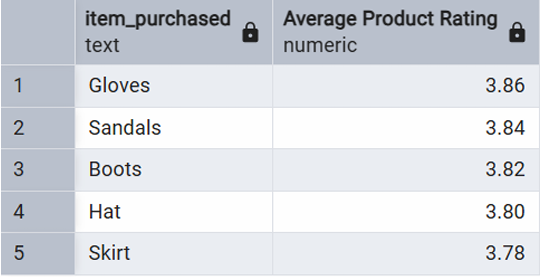 item_purchased Average Product Rating
text numeric
1 Gloves 3.86
2 Sandals 3.84
3 Boots 3.82
4 Hat 3.80
5 Skirt 3.78